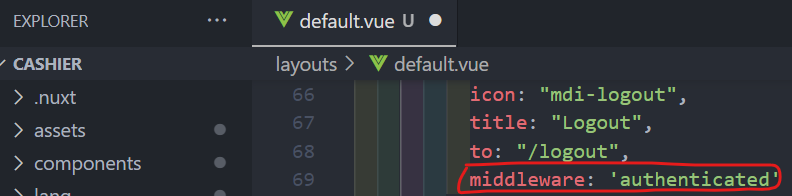 EXPLORER
default.vue U
CASHIER
layouts > default.vue
.nuxt
66 icon: "mdi-logout",
assets
67 title: "Logout",
components
68 to: "/logout",
lang
69 middleware: 'authenticated'